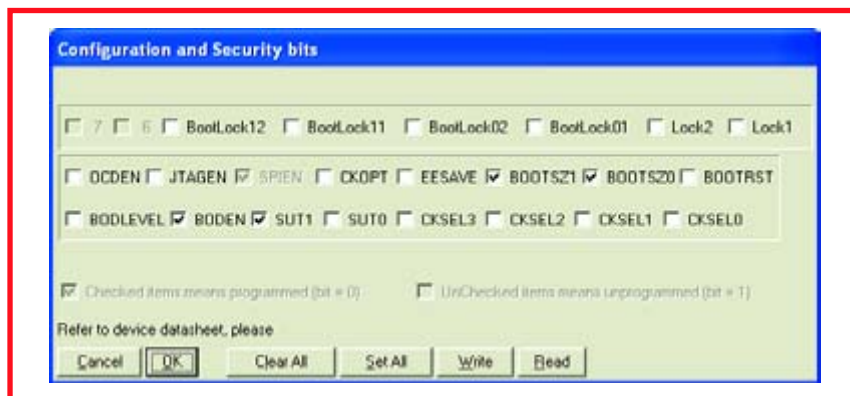 Configuration and Security bits
7 6 BootLock12 BootLock11 BootLock02 BootLock01 Lock2 Lock1
OCDEN JTAGEN SPIEN CKOPT EESAVE BOOTSZ1 BOOTSZ0 BOOTRST
BODLEVEL BODEN SUT1 SUT0 CKSEL3 CKSEL2 CKSEL1 CKSEL0
Checked items means programmed (bit = 0) UnChecked items means unprogrammed (bit = 1)
Refer to device datasheet, please
Cancel OK Clear All Set All Write Read